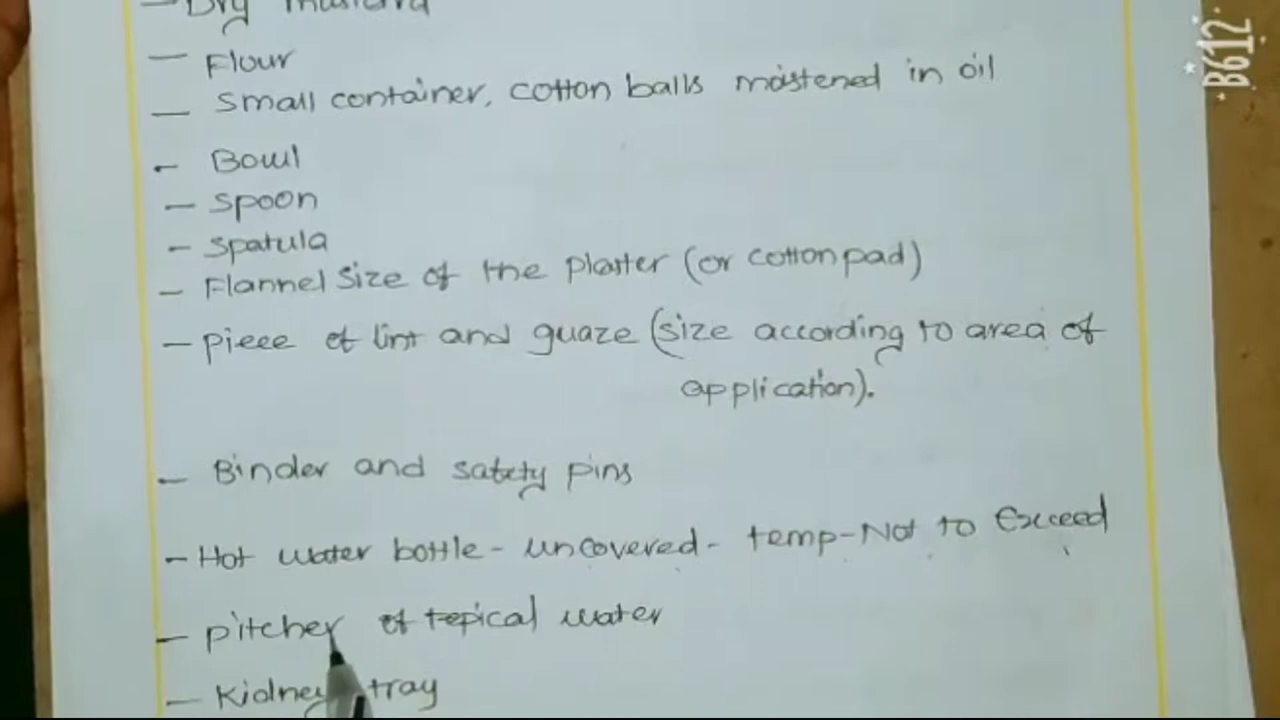 - Dry mustard
- Flour
- Small container, cotton balls moistened in oil
- Bowl
- Spoon
- Spatula
- Flannel size of the plaster (or cotton pad)
- piece of lint and guaze (size according to area of
application).
- Binder and safety pins
- Hot water bottle - uncovered - temp - Not to Exceed
- pitcher of tepical water
- Kidney tray
B612